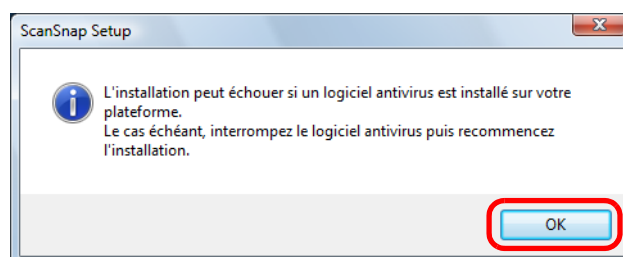 ScanSnap Setup
L'installation peut échouer si un logiciel antivirus est installé sur votre
plateforme.
Le cas échéant, interrompez le logiciel antivirus puis recommencez
l'installation.
OK